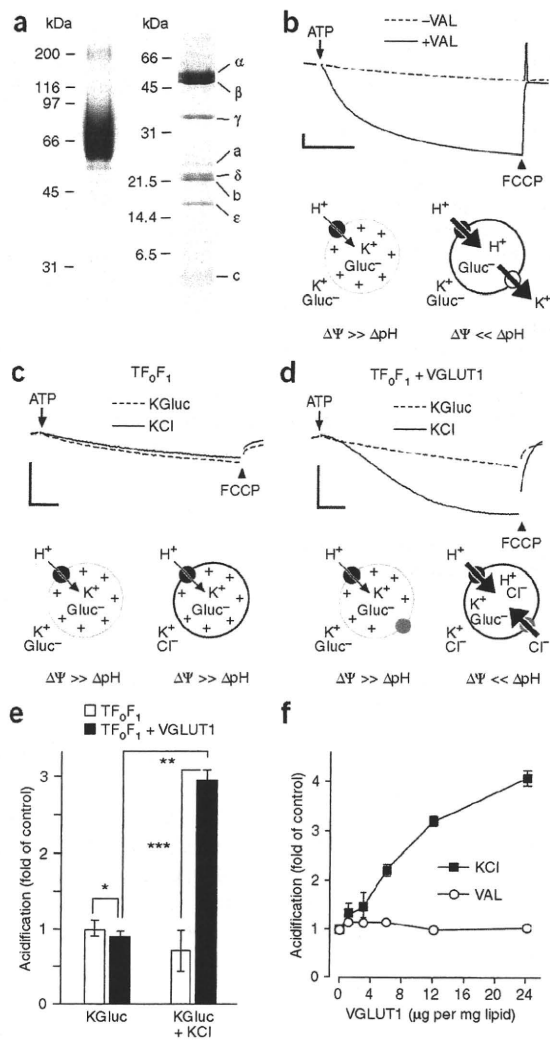 a
kDa
200
116
97
66
45
31
kDa
66
45
31
21.5
14.4
6.5
α
β
γ
a
δ
b
ε
c
b
ATP
–VAL
+VAL
FCCP
H+
K+
Gluc–
K+
Gluc–
ΔΨ >> ΔpH
H+
H+
Gluc–
K+
Gluc–
K+
ΔΨ << ΔpH
c
TF0F1
ATP
KGluc
KCl
FCCP
H+
K+
Gluc–
K+
Gluc–
ΔΨ >> ΔpH
H+
K+
Gluc–
K+
Cl–
ΔΨ >> ΔpH
d
TF0F1 + VGLUT1
ATP
KGluc
KCl
FCCP
H+
K+
Gluc–
K+
Gluc–
ΔΨ >> ΔpH
H+
H+
Cl–
K+
Gluc–
K+
Cl–
Cl–
ΔΨ << ΔpH
e
TF0F1
TF0F1 + VGLUT1
Acidification (fold of control)
3
2
1
0
*
**
***
KGluc
KGluc
+ KCl
f
Acidification (fold of control)
4
3
2
1
0
KCl
VAL
0 4 8 12 16 20 24
VGLUT1 (μg per mg lipid)